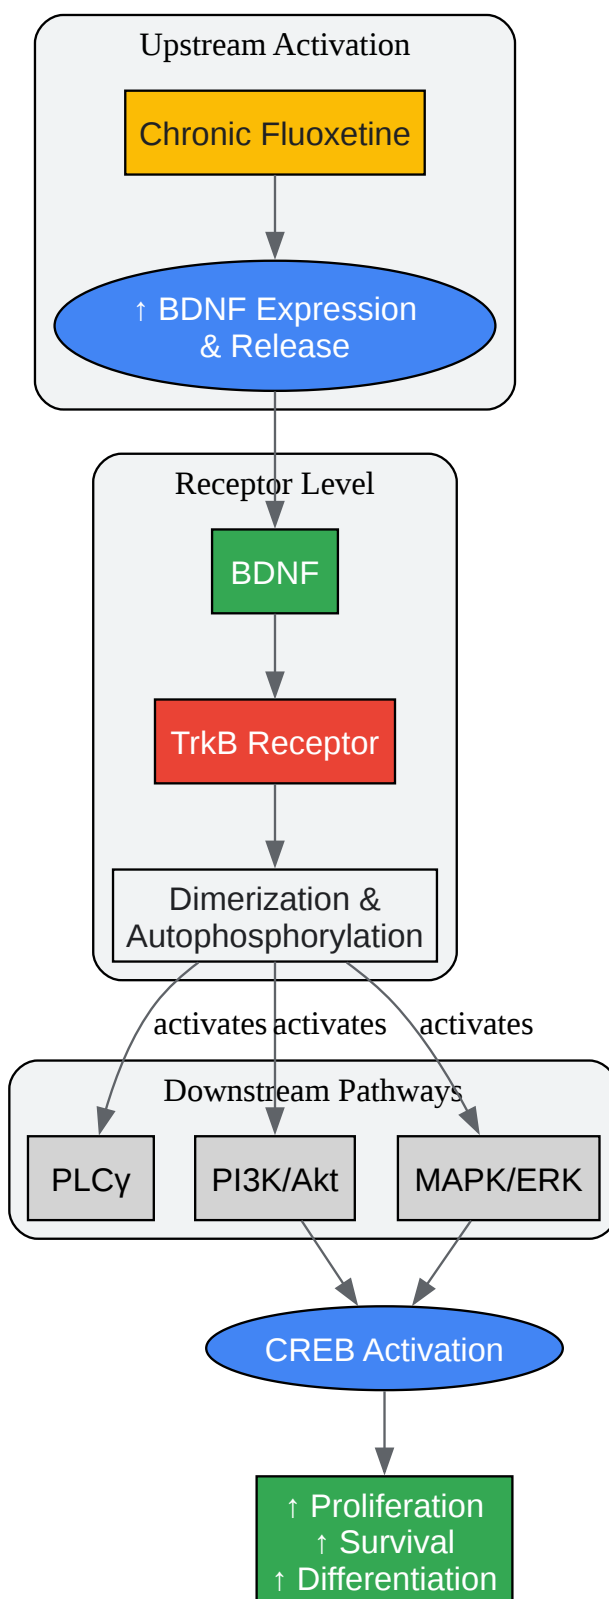 Upstream Activation
Chronic Fluoxetine
↑ BDNF Expression
& Release
Receptor Level
BDNF
TrkB Receptor
Dimerization &
Autophosphorylation
activates activates activates
Downstream Pathways
PLCγ PI3K/Akt MAPK/ERK
CREB Activation
↑ Proliferation
↑ Survival
↑ Differentiation